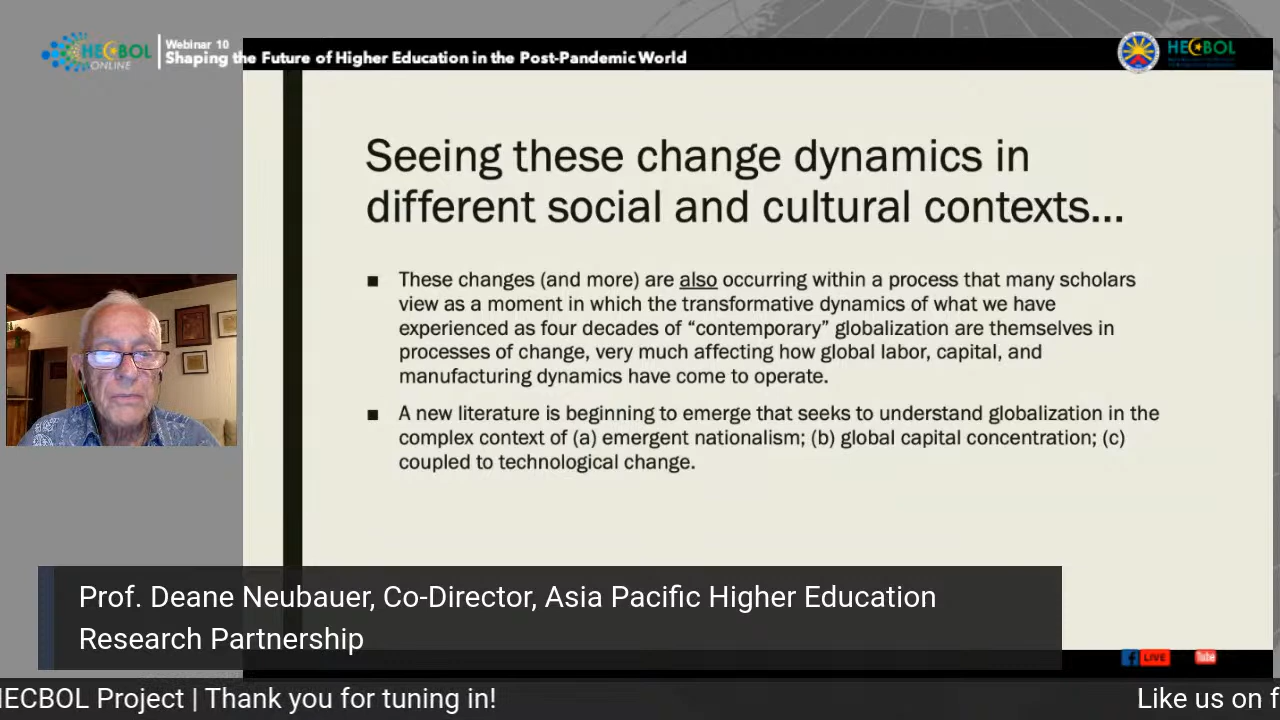 HECBOL
ONLINE
Webinar 10
Shaping the Future of Higher Education in the Post-Pandemic World
HECBOL
Seeing these change dynamics in
different social and cultural contexts...
▪ These changes (and more) are also occurring within a process that many scholars
view as a moment in which the transformative dynamics of what we have
experienced as four decades of “contemporary” globalization are themselves in
processes of change, very much affecting how global labor, capital, and
manufacturing dynamics have come to operate.
▪ A new literature is beginning to emerge that seeks to understand globalization in the
complex context of (a) emergent nationalism; (b) global capital concentration; (c)
coupled to technological change.
Prof. Deane Neubauer, Co-Director, Asia Pacific Higher Education
Research Partnership
f LIVE
Tube
HECBOL Project | Thank you for tuning in!
Like us on f